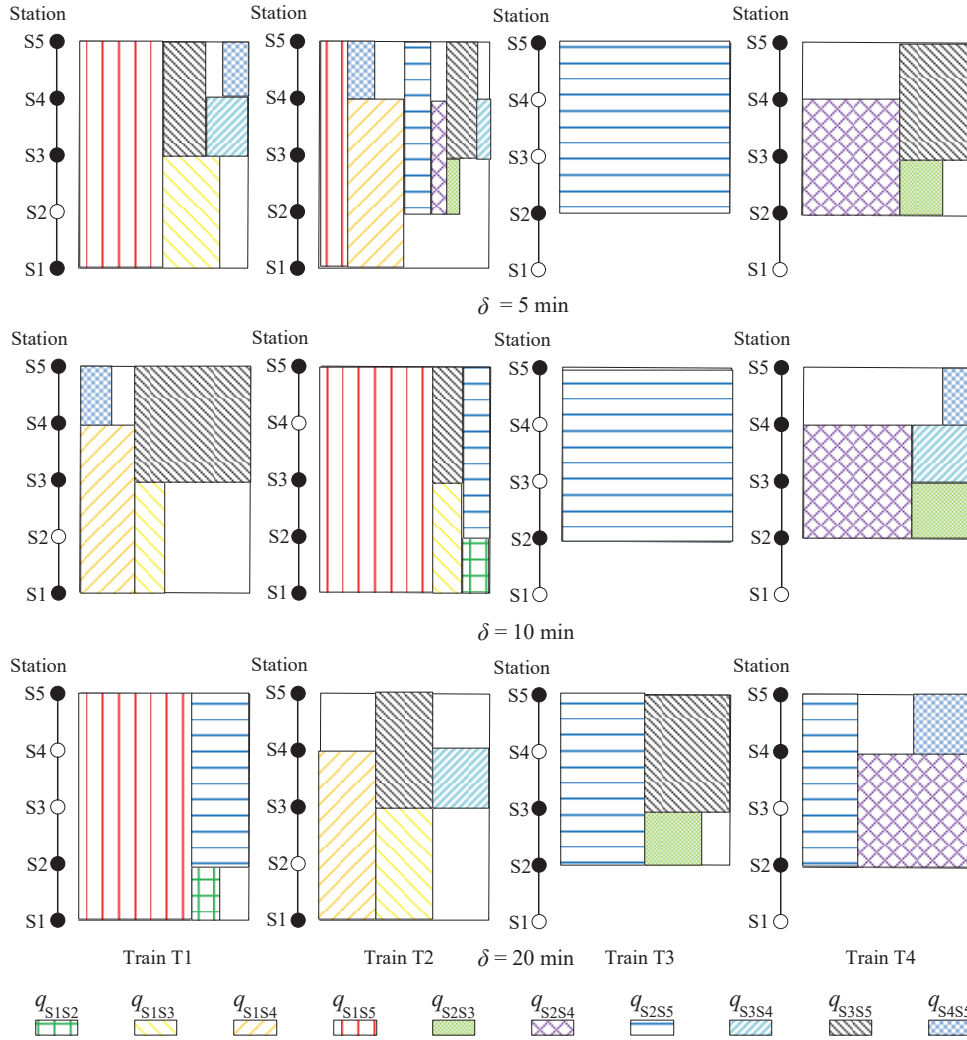 Station Station Station Station
S5 S5 S5 S5
S4 S4 S4 S4
S3 S3 S3 S3
S2 S2 S2 S2
S1 S1 S1 S1
δ = 5 min
Station Station Station Station
S5 S5 S5 S5
S4 S4 S4 S4
S3 S3 S3 S3
S2 S2 S2 S2
S1 S1 S1 S1
δ = 10 min
Station Station Station Station
S5 S5 S5 S5
S4 S4 S4 S4
S3 S3 S3 S3
S2 S2 S2 S2
S1 S1 S1 S1
Train T1 Train T2 δ = 20 min Train T3 Train T4
qS1S2 qS1S3 qS1S4 qS1S5 qS2S3 qS2S4 qS2S5 qS3S4 qS3S5 qS4S5